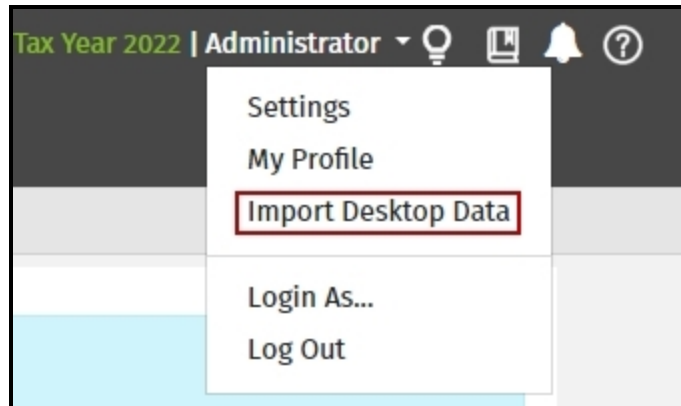 Tax Year 2022 | Administrator
Settings
My Profile
Import Desktop Data
Login As...
Log Out